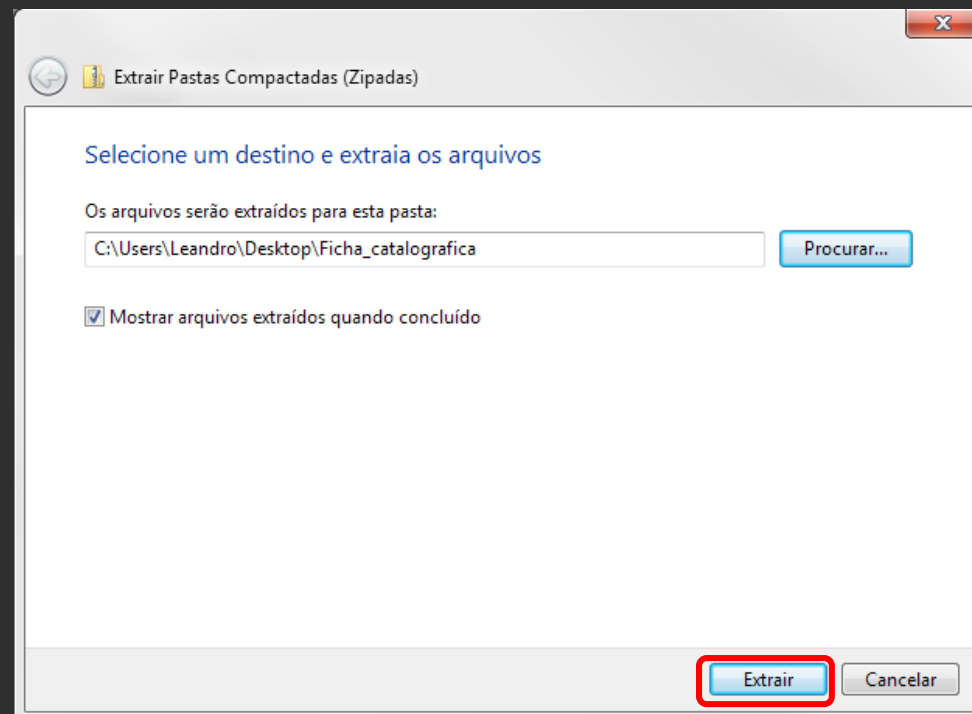 Extrair Pastas Compactadas (Zipadas)
Selecione um destino e extraia os arquivos
Os arquivos serão extraídos para esta pasta:
C:\Users\Leandro\Desktop\Ficha_catalografica
Procurar...
Mostrar arquivos extraídos quando concluído
Extrair
Cancelar